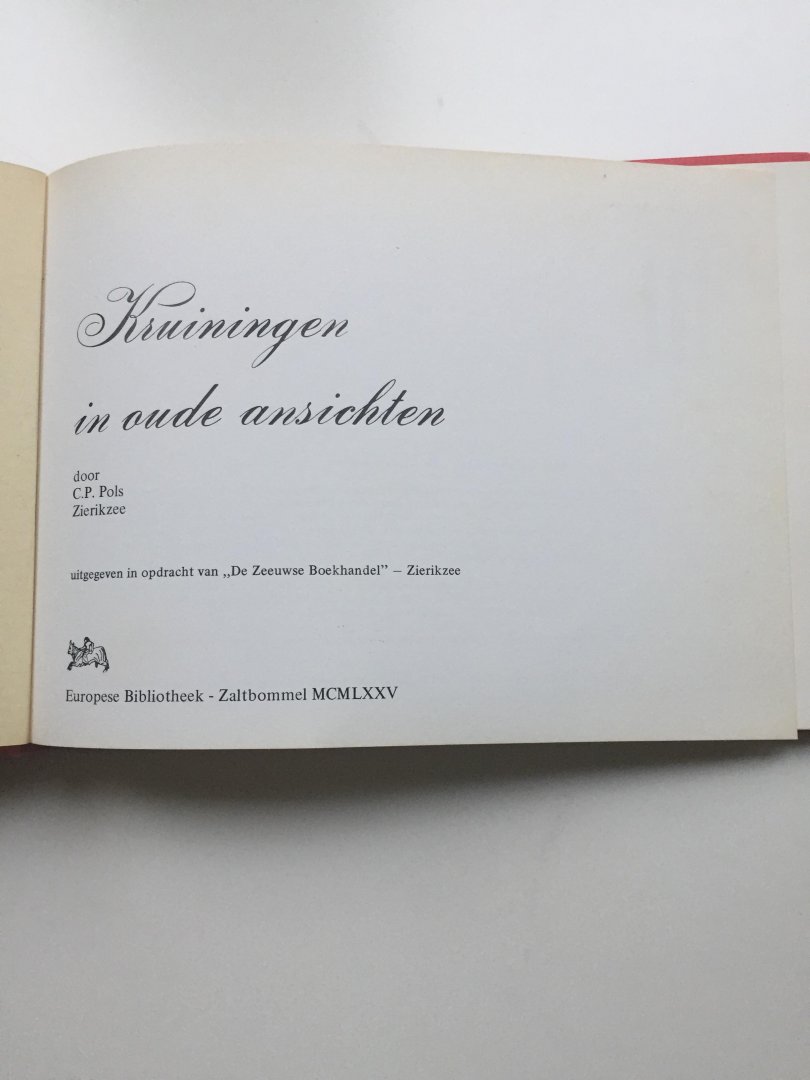 Kruiningen
in oude ansichten
door
C.P. Pols
Zierikzee
uitgegeven in opdracht van „De Zeeuwse Boekhandel” – Zierikzee
Europese Bibliotheek - Zaltbommel MCMLXXV